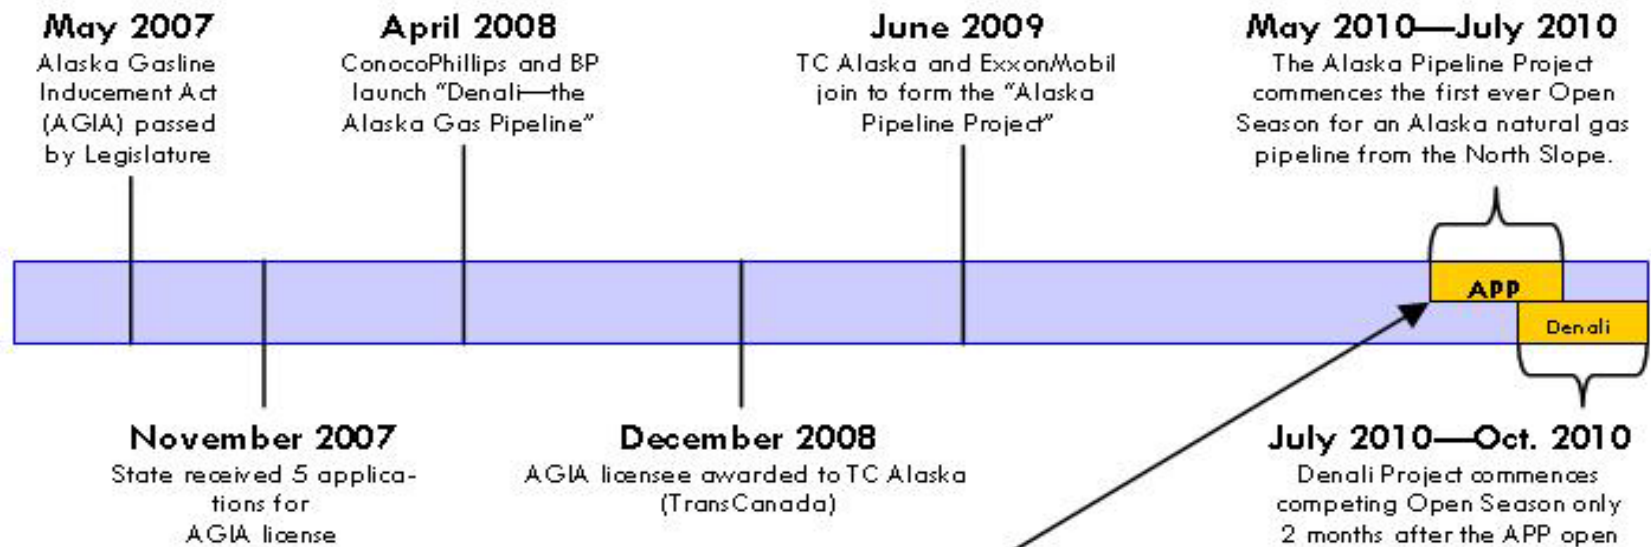 May 2007
Alaska Gasline
Inducement Act
(AGIA) passed
by Legislature
April 2008
ConocoPhillips and BP
launch “Denali—the
Alaska Gas Pipeline”
June 2009
TC Alaska and ExxonMobil
join to form the “Alaska
Pipeline Project”
May 2010—July 2010
The Alaska Pipeline Project
commences the first ever Open
Season for an Alaska natural gas
pipeline from the North Slope.
APP
Denali
November 2007
State received 5 applica-
tions for
AGIA license
December 2008
AGIA licensee awarded to TC Alaska
(TransCanada)
July 2010—Oct. 2010
Denali Project commences
competing Open Season only
2 months after the APP open